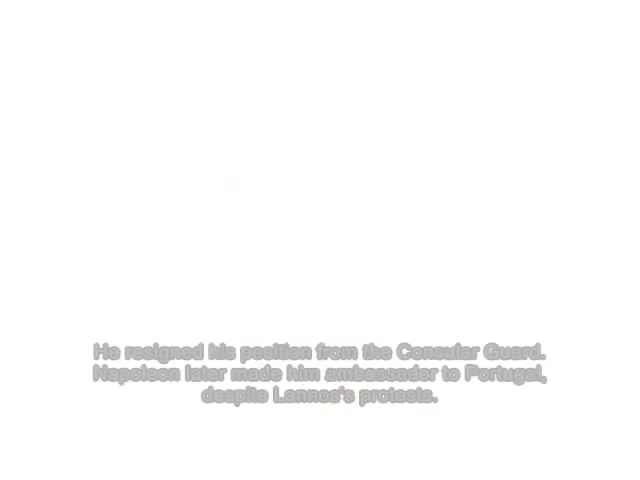 He resigned his position from the Consular Guard.
Napoleon later made him ambassador to Portugal,
despite Lannes's protests.